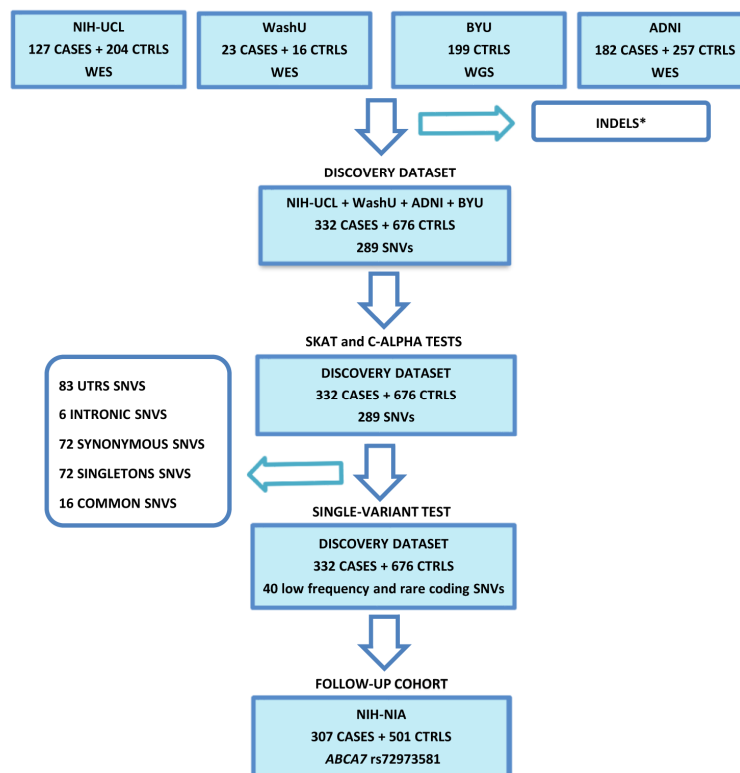 NIH-UCL
127 CASES + 204 CTRLS
WES
WashU
23 CASES + 16 CTRLS
WES
BYU
199 CTRLS
WGS
ADNI
182 CASES + 257 CTRLS
WES
INDELS*
DISCOVERY DATASET
NIH-UCL + WashU + ADNI + BYU
332 CASES + 676 CTRLS
289 SNVs
SKAT and C-ALPHA TESTS
DISCOVERY DATASET
332 CASES + 676 CTRLS
289 SNVs
83 UTRS SNVS
6 INTRONIC SNVS
72 SYNONYMOUS SNVS
72 SINGLETONS SNVS
16 COMMON SNVS
SINGLE-VARIANT TEST
DISCOVERY DATASET
332 CASES + 676 CTRLS
40 low frequency and rare coding SNVs
FOLLOW-UP COHORT
NIH-NIA
307 CASES + 501 CTRLS
ABCA7 rs72973581